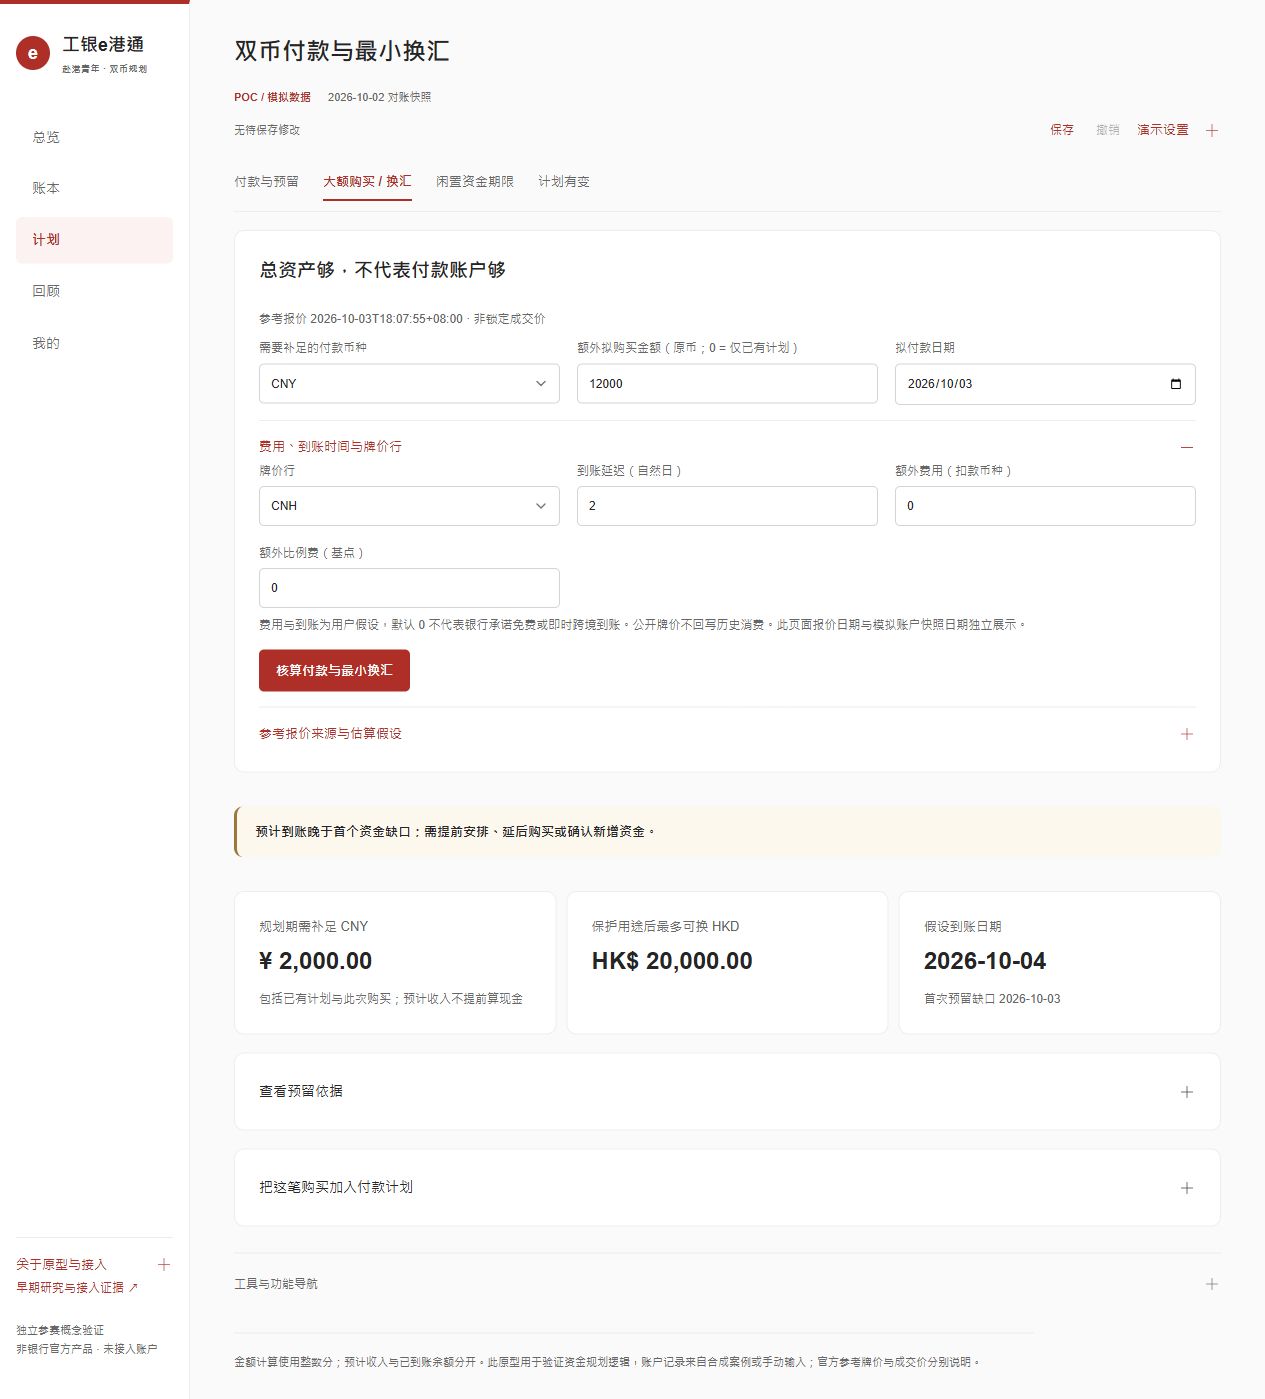 e
工银e港通
赴港青年 · 双币规划
总览
账本
计划
回顾
我的
关于原型与接入
早期研究与接入证据 ↗
独立参赛概念验证
非银行官方产品 · 未接入账户
双币付款与最小换汇
POC / 模拟数据 2026-10-02 对账快照
无待保存修改 保存 撤销 演示设置 +
付款与预留 大额购买 / 换汇 闲置资金期限 计划有变
总资产够，不代表付款账户够
参考报价 2026-10-03T18:07:55+08:00 · 非锁定成交价
需要补足的付款币种 额外拟购买金额（原币；0 = 仅已有计划） 拟付款日期
CNY 12000 2026/10/03
费用、到账时间与牌价行
牌价行 到账延迟（自然日） 额外费用（扣款币种）
CNH 2 0
额外比例费（基点）
0
费用与到账为用户假设，默认 0 不代表银行承诺免费或即时跨境到账。公开牌价不回写历史消费。此页面报价日期与模拟账户快照日期独立展示。
核算付款与最小换汇
参考报价来源与估算假设
预计到账晚于首个资金缺口；需提前安排、延后购买或确认新增资金。
规划期需补足 CNY
¥ 2,000.00
包括已有计划与此次购买；预计收入不提前算现金
保护用途后最多可换 HKD
HK$ 20,000.00
假设到账日期
2026-10-04
首次预留缺口 2026-10-03
查看预留依据
把这笔购买加入付款计划
工具与功能导航
金额计算使用整数分；预计收入与已到账余额分开。此原型用于验证资金规划逻辑，账户记录来自合成案例或手动输入；官方参考牌价与成交价分别说明。